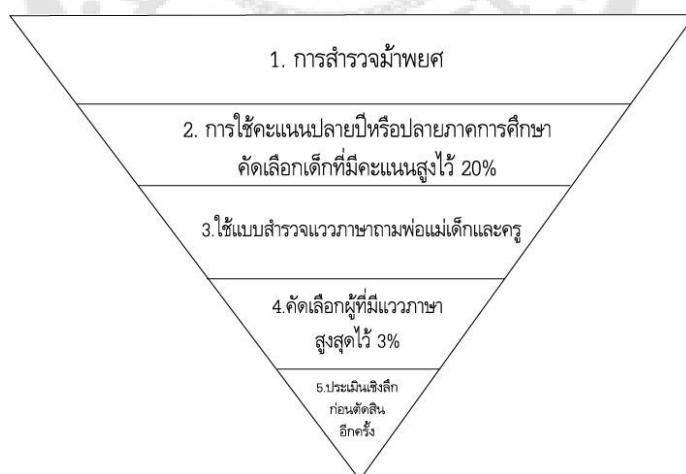 1. การสำรวจม้าพยศ
2. การใช้คะแนนปลายปีหรือปลายภาคการศึกษา
คัดเลือกเด็กที่มีคะแนนสูงไว้ 20%
3.ใช้แบบสำรวจแววภาษาถามพ่อแม่เด็กและครู
4.คัดเลือกผู้ที่มีแววภาษา
สูงสุดไว้ 3%
5.ประเมินเชิงลึก
ก่อนตัดสิน
อีกครั้ง